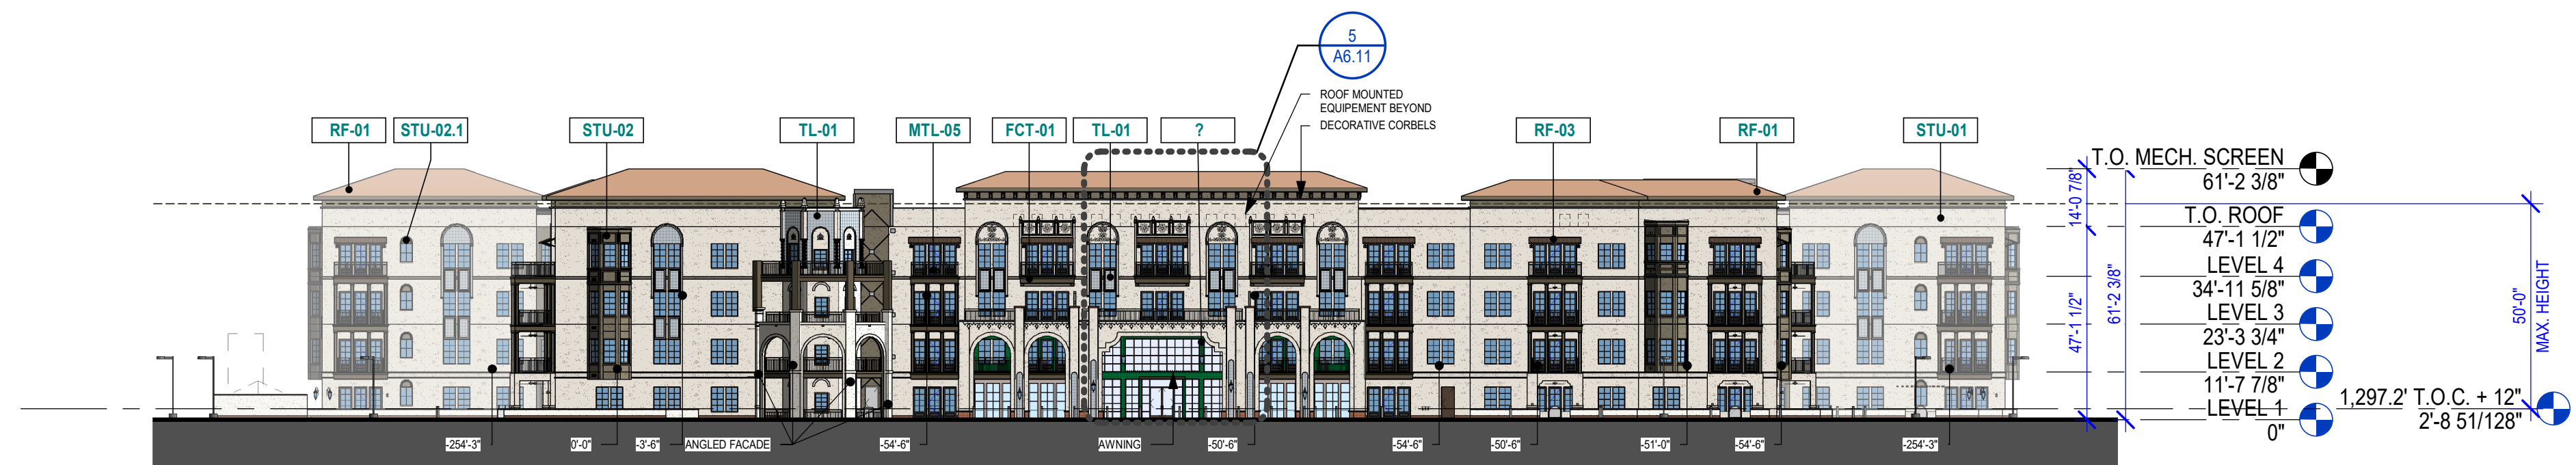 5
A6.11
ROOF MOUNTED
EQUIPEMENT BEYOND
DECORATIVE CORBELS
RF-01
STU-02.1
STU-02
TL-01
MTL-05
FCT-01
TL-01
?
RF-03
RF-01
STU-01
T.O. MECH. SCREEN
61'-2 3/8"
T.O. ROOF
47'-1 1/2"
LEVEL 4
34'-11 5/8"
LEVEL 3
23'-3 3/4"
LEVEL 2
11'-7 7/8"
LEVEL 1
0"
14'-0 7/8"
47'-1 1/2"
61'-2 3/8"
50'-0"
MAX. HEIGHT
1,297.2' T.O.C. + 12"
2'-8 51/128"
-254'-3"
0'-0"
-3'-6"
ANGLED FACADE
-54'-6"
AWNING
-50'-6"
-54'-6"
-50'-6"
-51'-0"
-54'-6"
-254'-3"